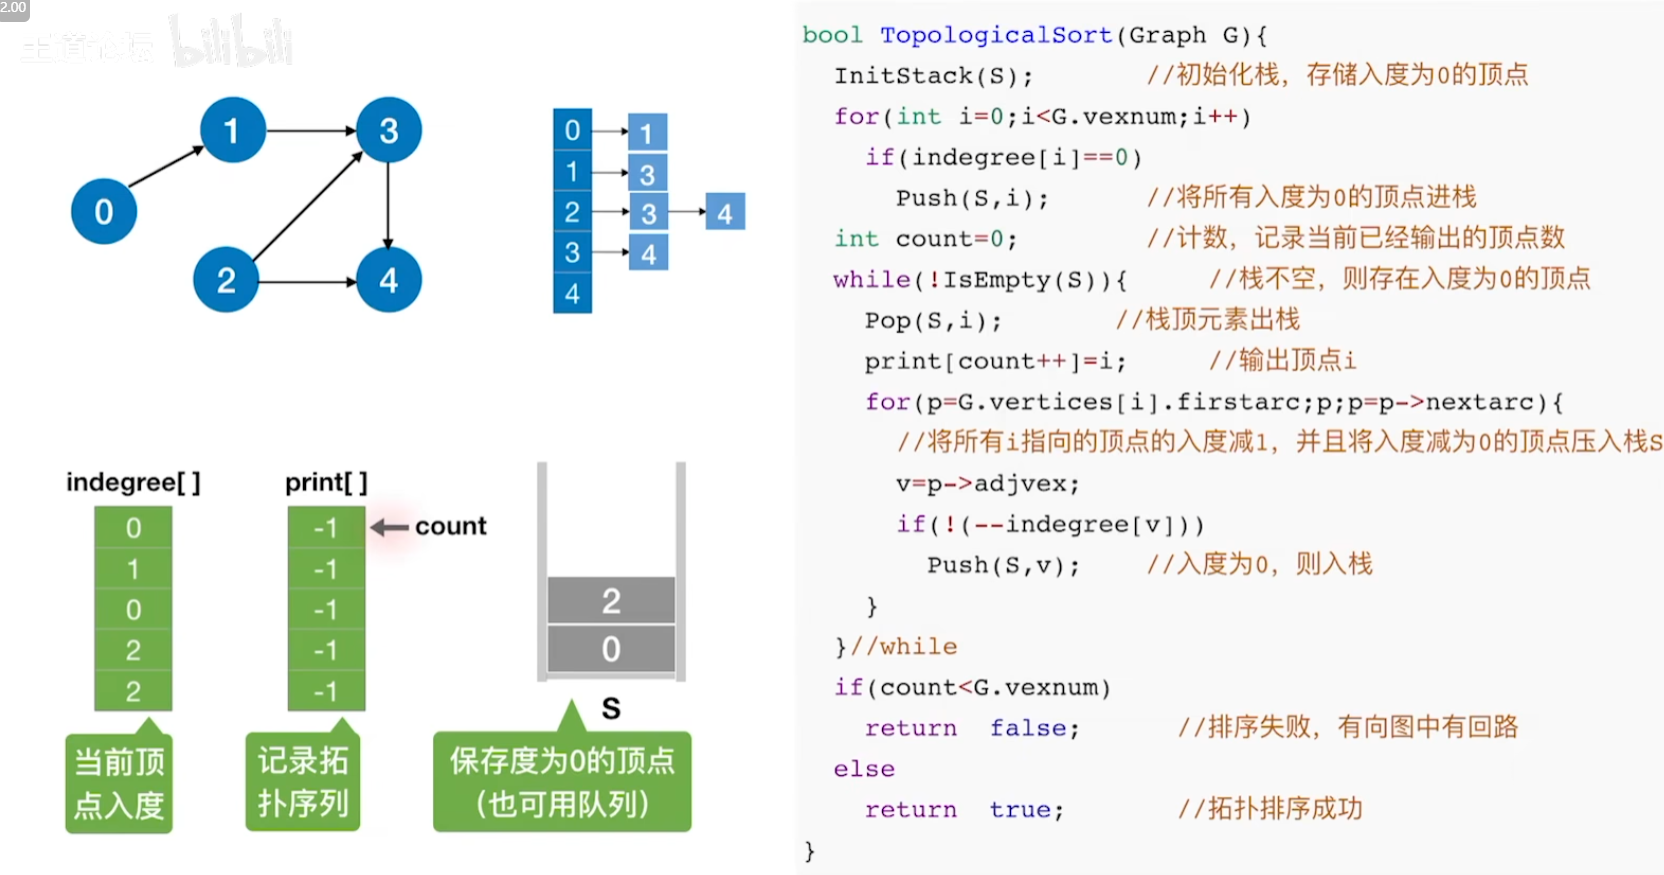 2.00
王道论坛 bilibili
1
3
0
2
4
0 1
1 3
2 3 4
3 4
4
indegree[ ]
0
1
0
2
2
当前顶
点入度
print[ ]
-1
-1
-1
-1
-1
count
记录拓
扑序列
2
0
S
保存度为0的顶点
(也可用队列)
bool TopologicalSort(Graph G){
InitStack(S); //初始化栈，存储入度为0的顶点
for(int i=0;i<G.vexnum;i++)
if(indegree[i]==0)
Push(S,i); //将所有入度为0的顶点进栈
int count=0; //计数，记录当前已经输出的顶点数
while(!IsEmpty(S)){ //栈不空，则存在入度为0的顶点
Pop(S,i); //栈顶元素出栈
print[count++]=i; //输出顶点i
for(p=G.vertices[i].firstarc;p;p=p->nextarc){
//将所有i指向的顶点的入度减1，并且将入度减为0的顶点压入栈S
v=p->adjvex;
if(!(--indegree[v]))
Push(S,v); //入度为0，则入栈
}
}//while
if(count<G.vexnum)
return false; //排序失败，有向图中有回路
else
return true; //拓扑排序成功
}